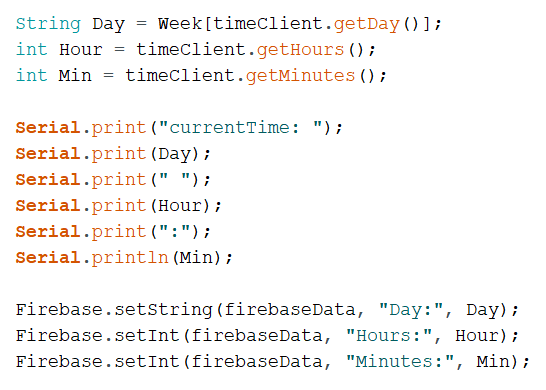 String Day = Week[timeClient.getDay()];
int Hour = timeClient.getHours();
int Min = timeClient.getMinutes();
Serial.print("currentTime: ");
Serial.print(Day);
Serial.print(" ");
Serial.print(Hour);
Serial.print(":");
Serial.println(Min);
Firebase.setString(firebaseData, "Day:", Day);
Firebase.setInt(firebaseData, "Hours:", Hour);
Firebase.setInt(firebaseData, "Minutes:", Min);